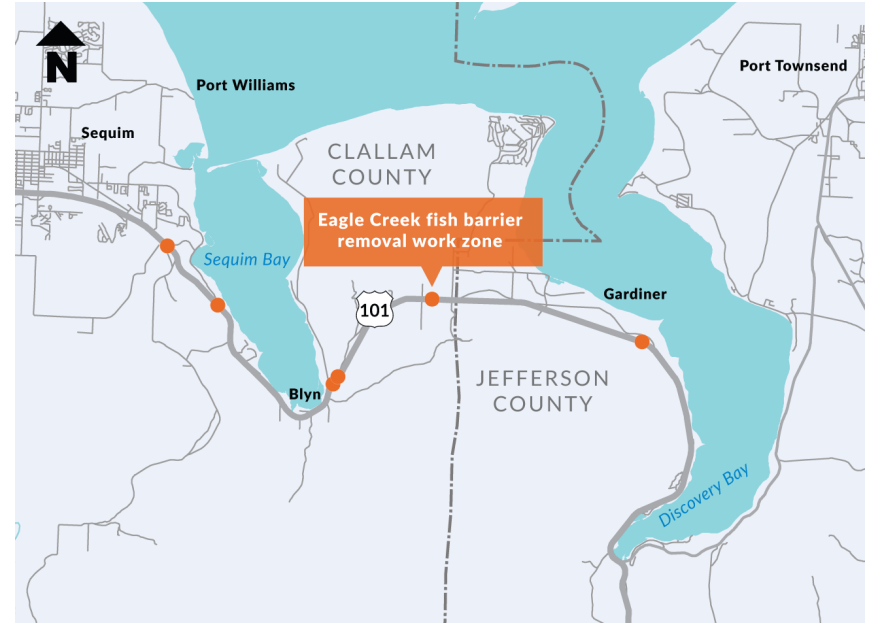 N
Port Williams
Port Townsend
Sequim
CLALLAM
COUNTY
Eagle Creek fish barrier
removal work zone
Sequim Bay
Gardiner
101
Blyn
JEFFERSON
COUNTY
Discovery Bay